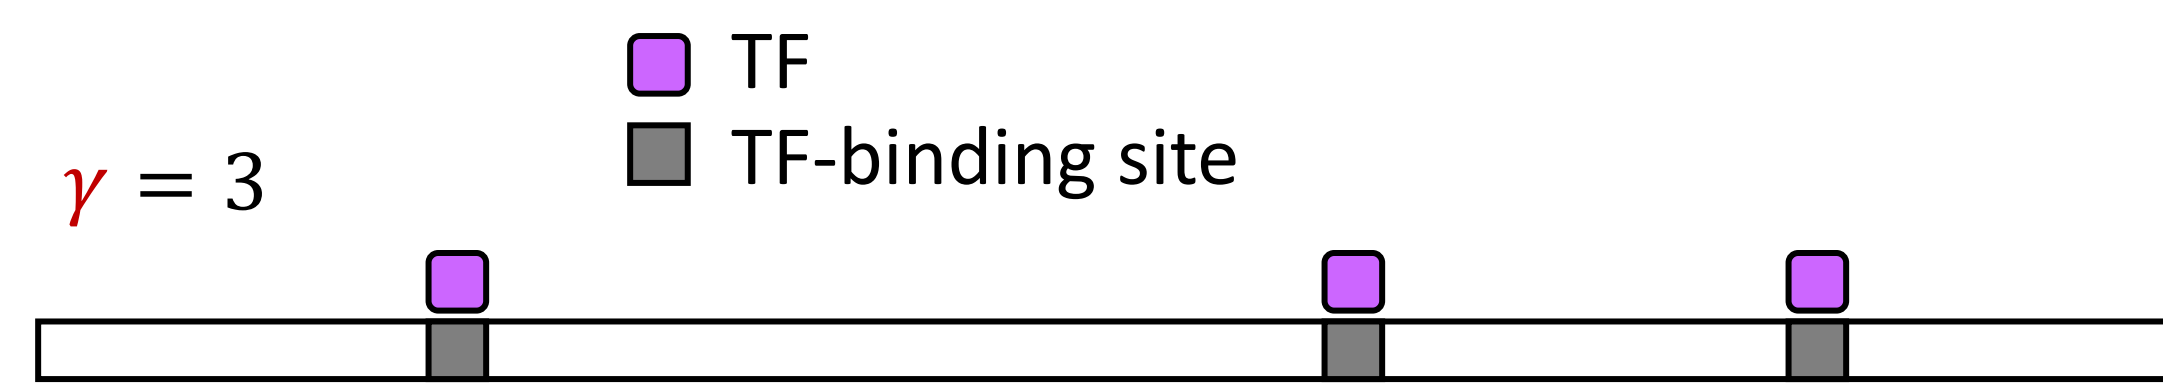 TF
TF-binding site
γ = 3